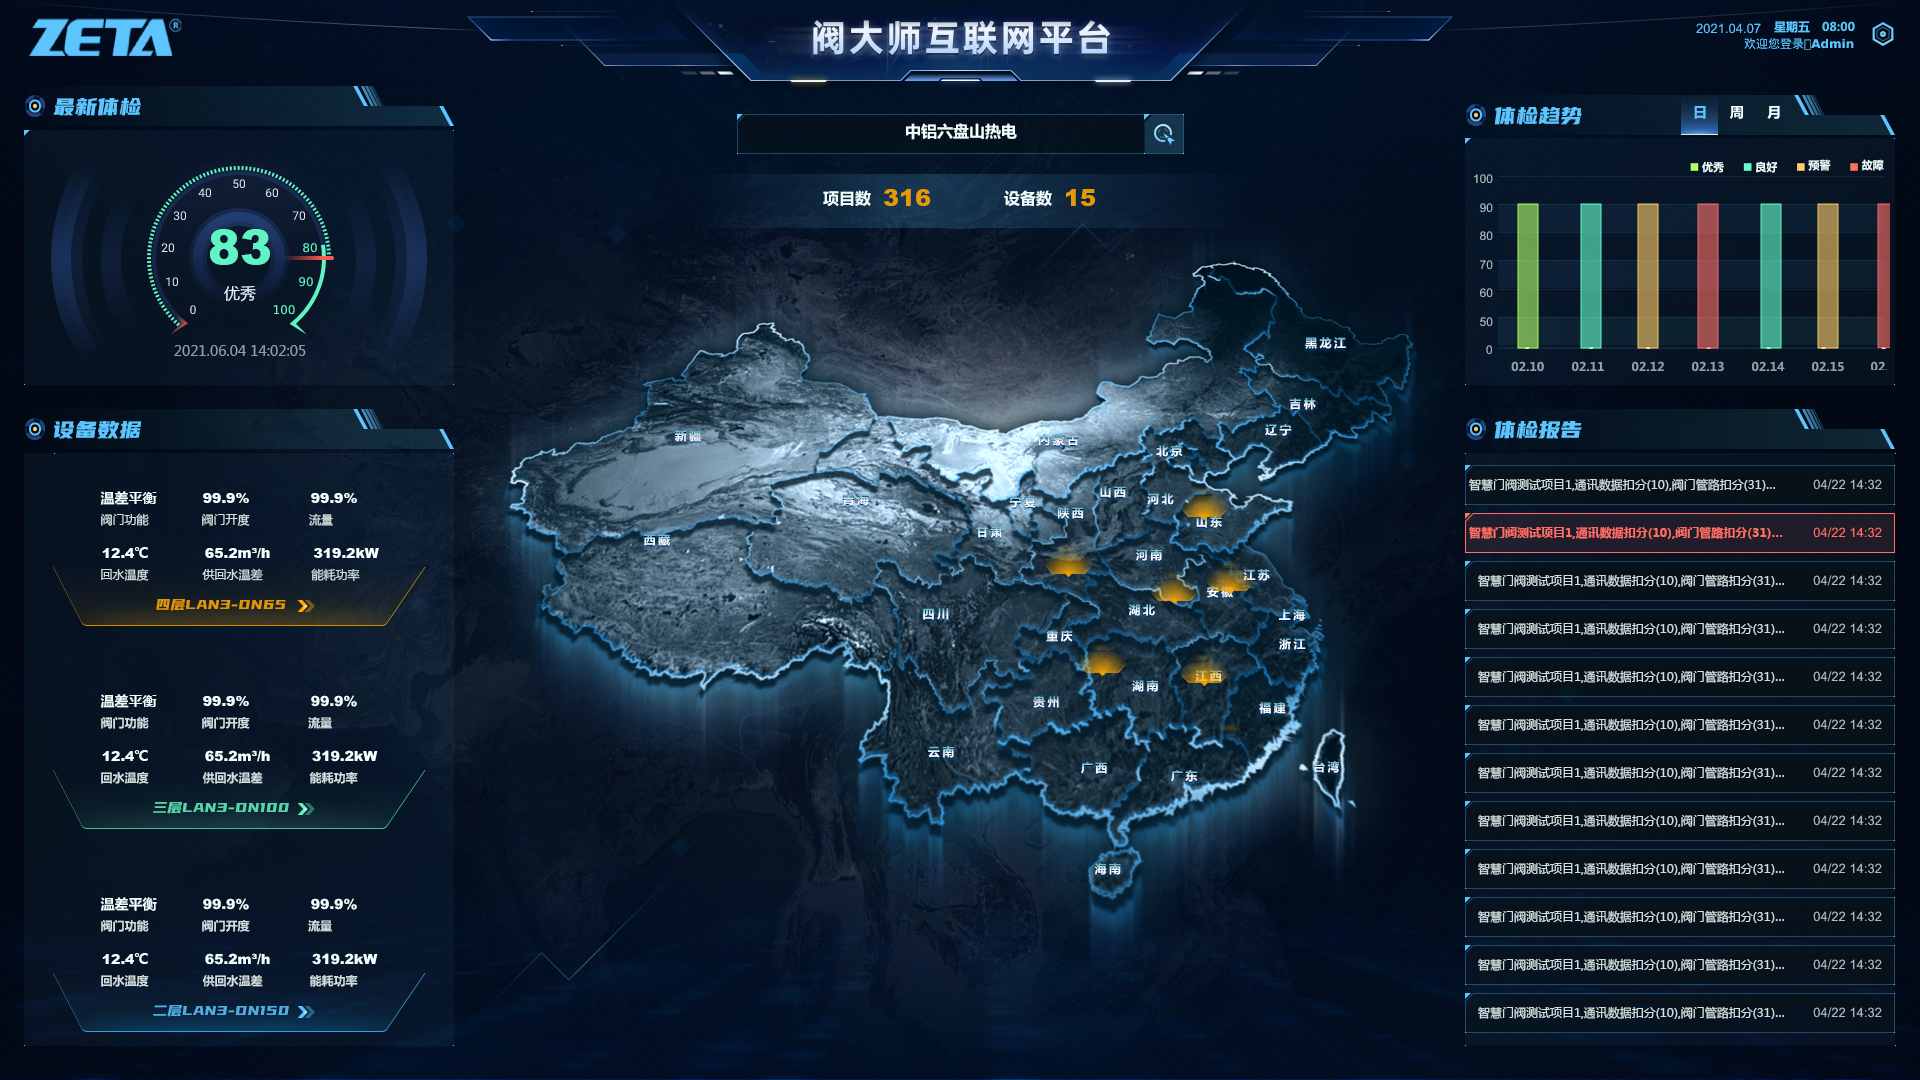 ZETA®
阀大师互联网平台
2021.04.07 星期五 08:00
欢迎您登录 Admin
最新体检
0
10
20
30
40
50
60
70
80
90
100
83
优秀
2021.06.04 14:02:05
设备数据
温差平衡 99.9% 99.9%
阀门功能 阀门开度 流量
12.4℃ 65.2m³/h 319.2kW
回水温度 供回水温差 能耗功率
四层LAN3-DN65
温差平衡 99.9% 99.9%
阀门功能 阀门开度 流量
12.4℃ 65.2m³/h 319.2kW
回水温度 供回水温差 能耗功率
三层LAN3-DN100
温差平衡 99.9% 99.9%
阀门功能 阀门开度 流量
12.4℃ 65.2m³/h 319.2kW
回水温度 供回水温差 能耗功率
二层LAN3-DN150
中铝六盘山热电
项目数 316 设备数 15
黑龙江
吉林
辽宁
新疆
内蒙古
北京
山西
河北
青海
宁夏
陕西
山东
甘肃
西藏
河南
江苏
安徽
四川
湖北
上海
重庆
浙江
江西
湖南
贵州
福建
云南
广西
广东
台湾
海南
体检趋势 日 周 月
优秀 良好 预警 故障
100
90
80
70
60
50
0
02.10 02.11 02.12 02.13 02.14 02.15 02.
体检报告
智慧门阀测试项目1,通讯数据扣分(10),阀门管路扣分(31)... 04/22 14:32
智慧门阀测试项目1,通讯数据扣分(10),阀门管路扣分(31)... 04/22 14:32
智慧门阀测试项目1,通讯数据扣分(10),阀门管路扣分(31)... 04/22 14:32
智慧门阀测试项目1,通讯数据扣分(10),阀门管路扣分(31)... 04/22 14:32
智慧门阀测试项目1,通讯数据扣分(10),阀门管路扣分(31)... 04/22 14:32
智慧门阀测试项目1,通讯数据扣分(10),阀门管路扣分(31)... 04/22 14:32
智慧门阀测试项目1,通讯数据扣分(10),阀门管路扣分(31)... 04/22 14:32
智慧门阀测试项目1,通讯数据扣分(10),阀门管路扣分(31)... 04/22 14:32
智慧门阀测试项目1,通讯数据扣分(10),阀门管路扣分(31)... 04/22 14:32
智慧门阀测试项目1,通讯数据扣分(10),阀门管路扣分(31)... 04/22 14:32
智慧门阀测试项目1,通讯数据扣分(10),阀门管路扣分(31)... 04/22 14:32
智慧门阀测试项目1,通讯数据扣分(10),阀门管路扣分(31)... 04/22 14:32